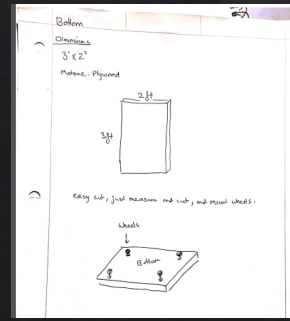 Bottom
Dimensions
3' x 2'
Material: Plywood
2ft
3ft
easy cut, just measure and cut, and mount wheels.
Wheels
Bottom